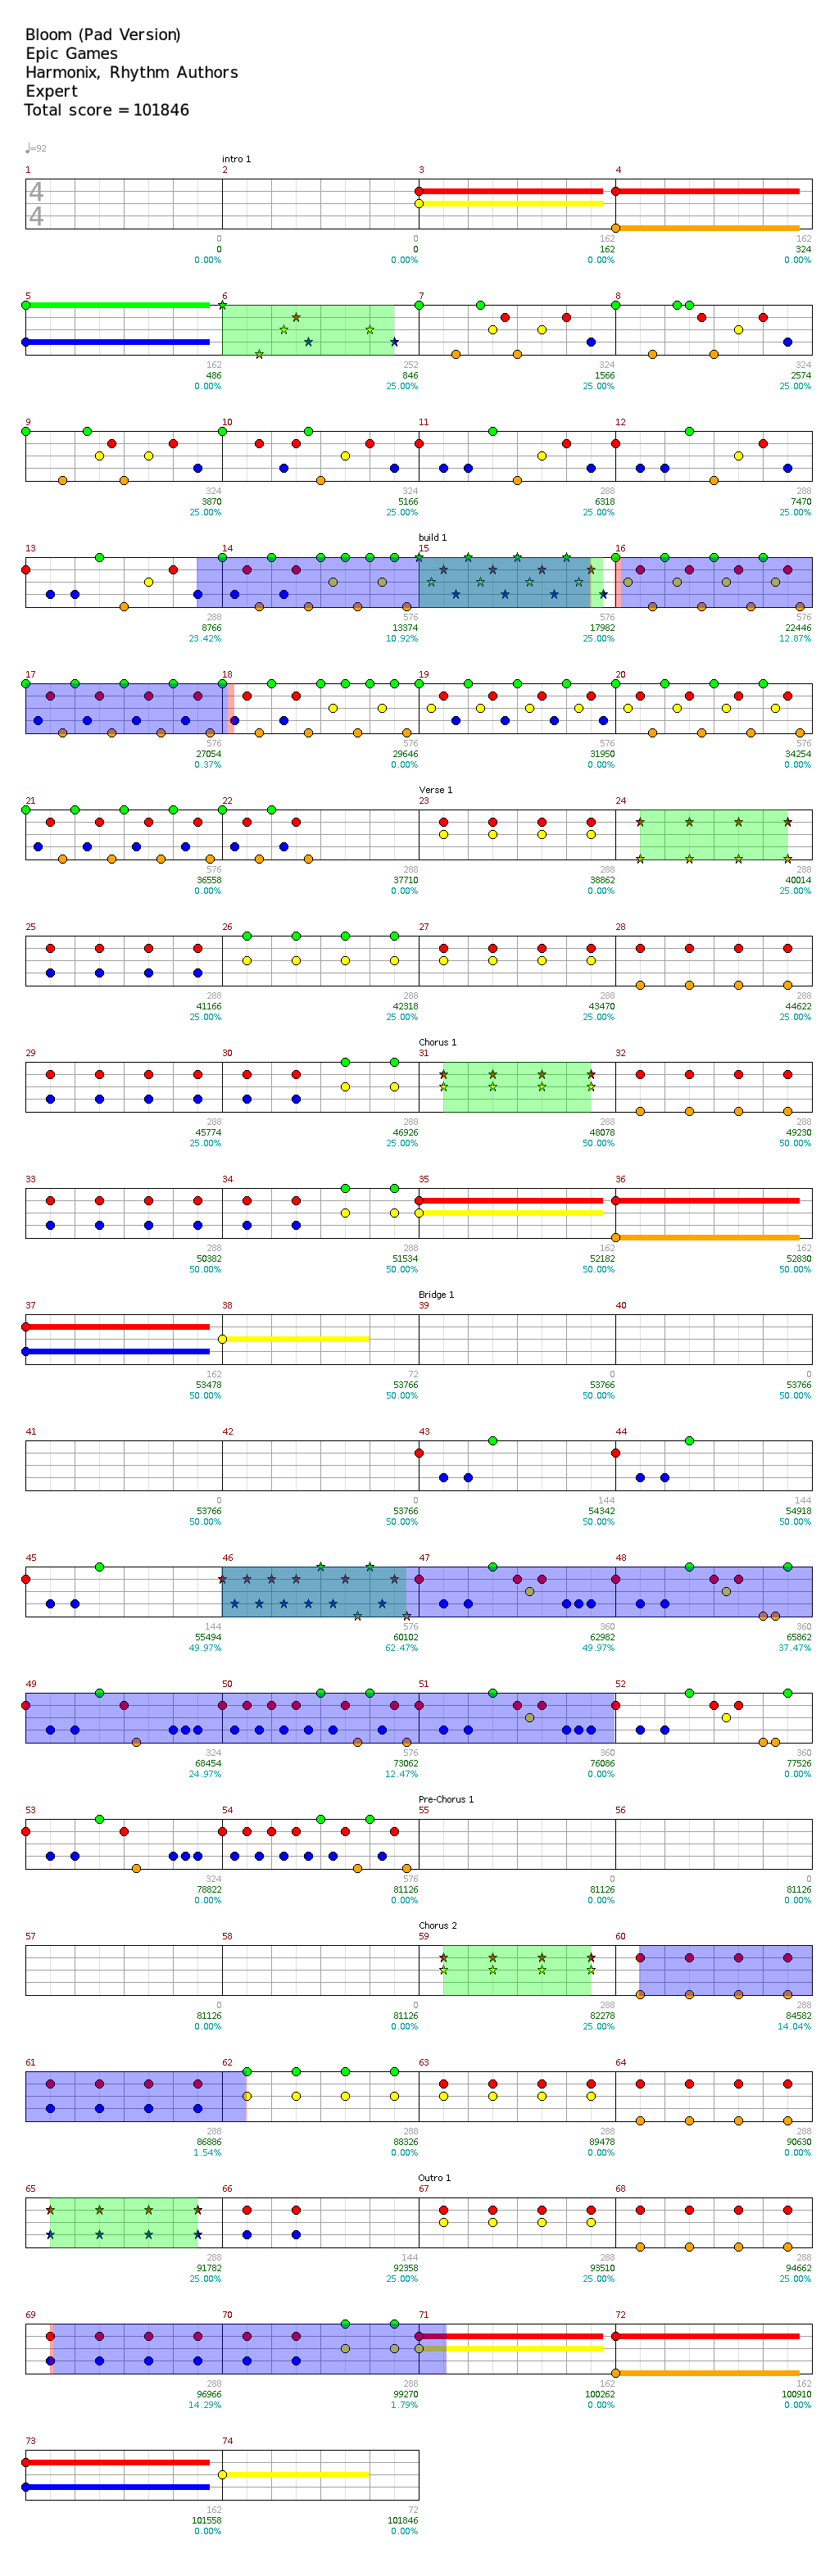 Bloom (Pad Version)
Epic Games
Harmonix, Rhythm Authors
Expert
Total score = 101846
♩=92
intro 1
1 2 3 4
4
4
0 0 162 162
0 0 162 324
0.00% 0.00% 0.00% 0.00%
5 6 7 8
162 252 324 324
486 846 1566 2574
0.00% 25.00% 25.00% 25.00%
9 10 11 12
324 324 288 288
3870 5166 6318 7470
25.00% 25.00% 25.00% 25.00%
build 1
13 14 15 16
288 576 576 576
8766 13374 17982 22446
23.42% 10.92% 25.00% 12.87%
17 18 19 20
576 576 576 576
27054 29646 31950 34254
0.37% 0.00% 0.00% 0.00%
Verse 1
21 22 23 24
576 288 288 288
36558 37710 38862 40014
0.00% 0.00% 0.00% 25.00%
25 26 27 28
288 288 288 288
41166 42318 43470 44622
25.00% 25.00% 25.00% 25.00%
Chorus 1
29 30 31 32
288 288 288 288
45774 46926 48078 49230
25.00% 25.00% 50.00% 50.00%
33 34 35 36
288 288 162 162
50382 51534 52182 52830
50.00% 50.00% 50.00% 50.00%
Bridge 1
37 38 39 40
162 72 0 0
53478 53766 53766 53766
50.00% 50.00% 50.00% 50.00%
41 42 43 44
0 0 144 144
53766 53766 54342 54918
50.00% 50.00% 50.00% 50.00%
45 46 47 48
144 576 360 360
55494 60102 62982 65862
49.97% 62.47% 49.97% 37.47%
49 50 51 52
324 576 360 360
68454 73062 76086 77526
24.97% 12.47% 0.00% 0.00%
Pre-Chorus 1
53 54 55 56
324 576 0 0
78822 81126 81126 81126
0.00% 0.00% 0.00% 0.00%
Chorus 2
57 58 59 60
0 0 288 288
81126 81126 82278 84582
0.00% 0.00% 25.00% 14.04%
61 62 63 64
288 288 288 288
86886 88326 89478 90630
1.54% 0.00% 0.00% 0.00%
Outro 1
65 66 67 68
288 144 288 288
91782 92358 93510 94662
25.00% 25.00% 25.00% 25.00%
69 70 71 72
288 288 162 162
96966 99270 100262 100910
14.29% 1.79% 0.00% 0.00%
73 74
162 72
101558 101846
0.00% 0.00%